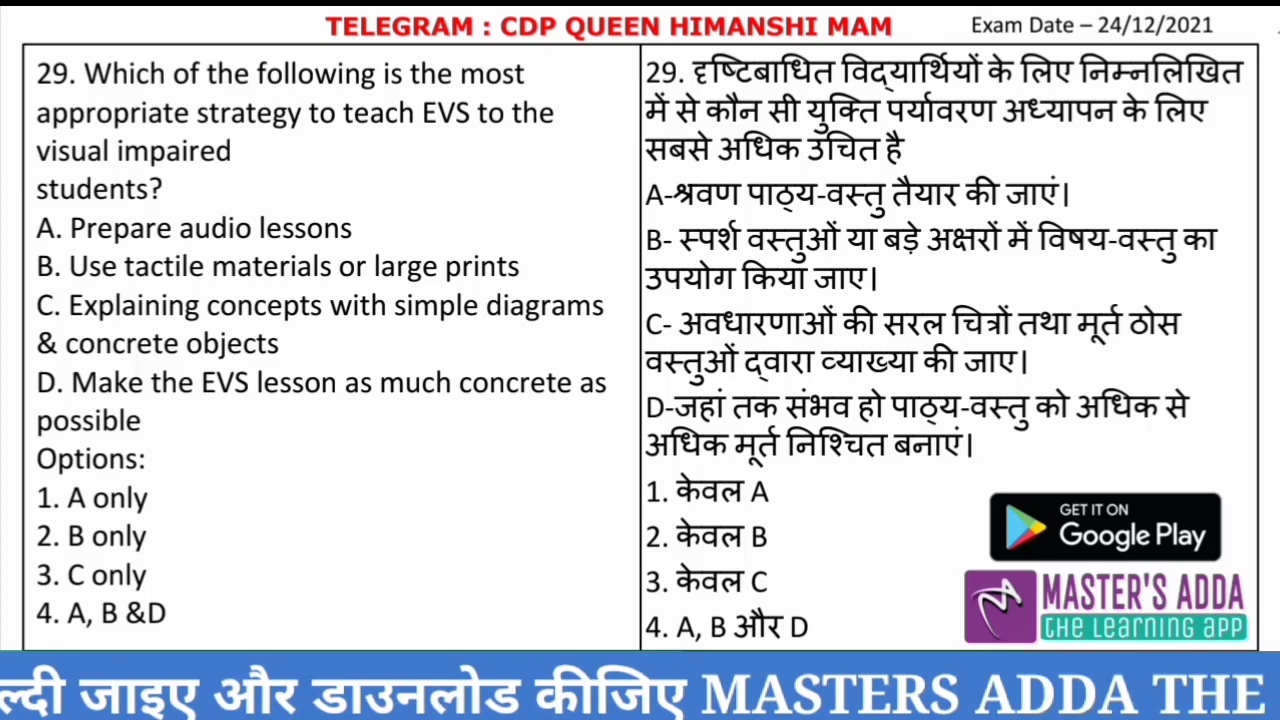 TELEGRAM : CDP QUEEN HIMANSHI MAM
Exam Date – 24/12/2021
29. Which of the following is the most
appropriate strategy to teach EVS to the
visual impaired
students?
A. Prepare audio lessons
B. Use tactile materials or large prints
C. Explaining concepts with simple diagrams
& concrete objects
D. Make the EVS lesson as much concrete as
possible
Options:
1. A only
2. B only
3. C only
4. A, B &D
29. दृष्टिबाधित विद्यार्थियों के लिए निम्नलिखित
में से कौन सी युक्ति पर्यावरण अध्यापन के लिए
सबसे अधिक उचित है
A-श्रवण पाठ्य-वस्तु तैयार की जाएं।
B- स्पर्श वस्तुओं या बड़े अक्षरों में विषय-वस्तु का
उपयोग किया जाए।
C- अवधारणाओं की सरल चित्रों तथा मूर्त ठोस
वस्तुओं द्वारा व्याख्या की जाए।
D-जहां तक संभव हो पाठ्य-वस्तु को अधिक से
अधिक मूर्त निश्चित बनाएं।
1. केवल A
2. केवल B
3. केवल C
4. A, B और D
GET IT ON
Google Play
MASTER'S ADDA
the Learning app
ल्दी जाइए और डाउनलोड कीजिए MASTERS ADDA THE